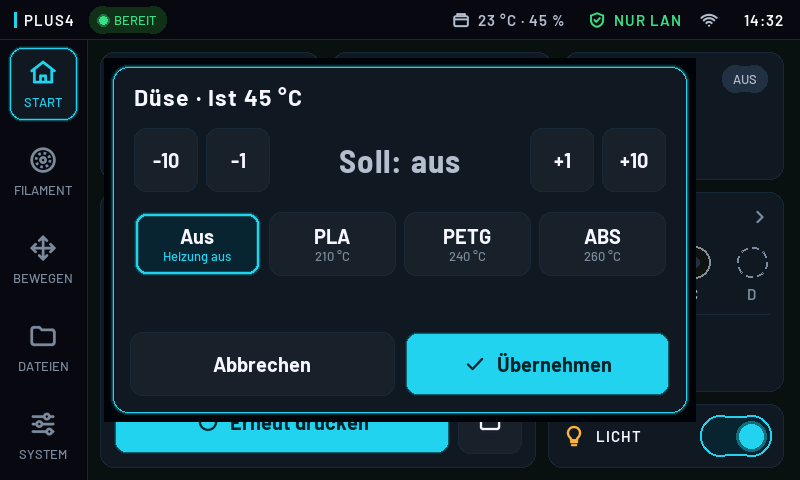 PLUS4
BEREIT
23 °C · 45 %
NUR LAN
14:32
START
FILAMENT
BEWEGEN
DATEIEN
SYSTEM
AUS
Düse · Ist 45 °C
-10
-1
Soll: aus
+1
+10
Aus
Heizung aus
PLA
210 °C
PETG
240 °C
ABS
260 °C
D
Abbrechen
Übernehmen
Erneut drucken
LICHT